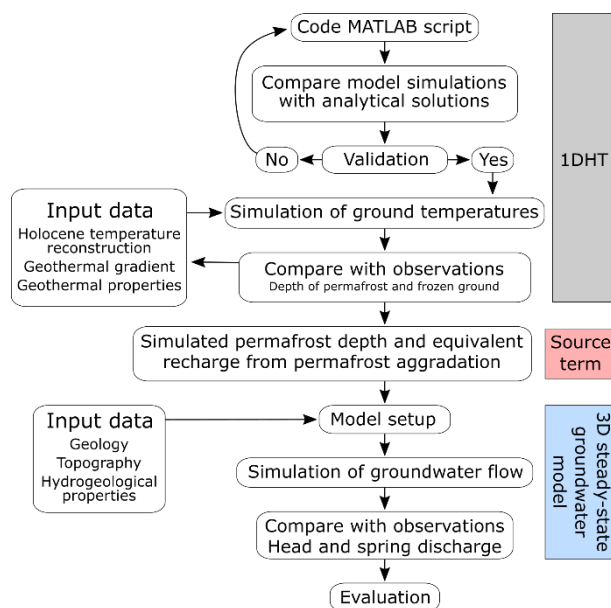 Code MATLAB script
Compare model simulations
with analytical solutions
No
Validation
Yes
1DHT
Input data
Holocene temperature
reconstruction
Geothermal gradient
Geothermal properties
Simulation of ground temperatures
Compare with observations
Depth of permafrost and frozen ground
Simulated permafrost depth and equivalent
recharge from permafrost aggradation
Source
term
Input data
Geology
Topography
Hydrogeological
properties
Model setup
Simulation of groundwater flow
Compare with observations
Head and spring discharge
Evaluation
3D steady-state
groundwater
model